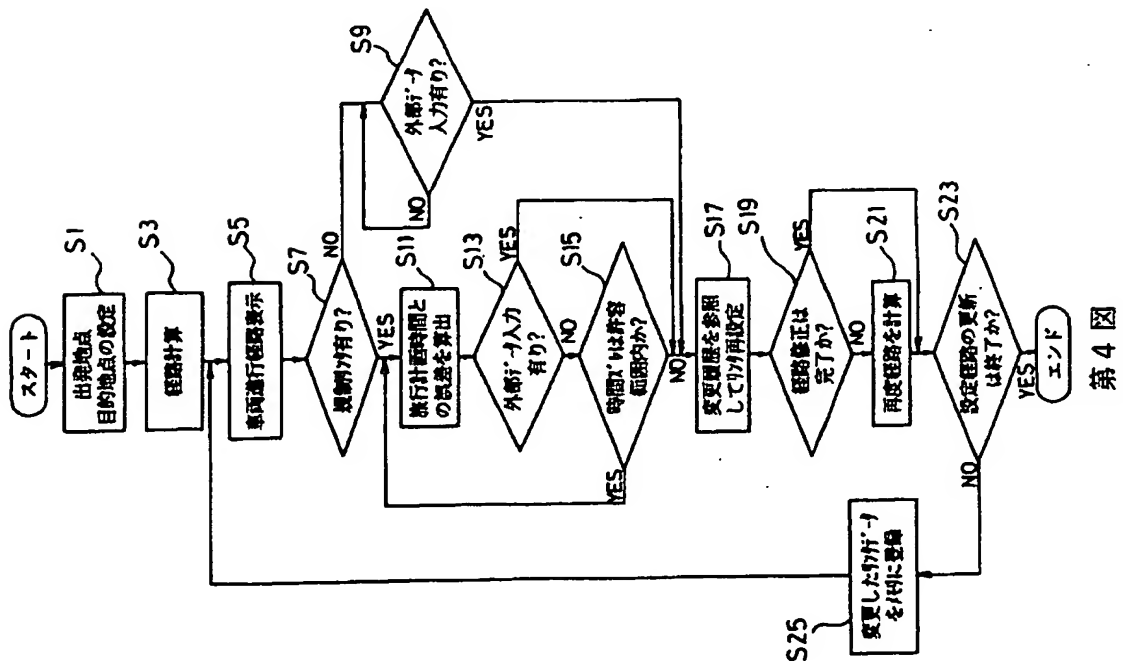 スタート
S1
出発地点
目的地点の設定
S3
経路計算
S5
車両進行経路表示
S7
規制リンク有り?
NO
YES
S9
外部データ
入力有り?
NO
YES
S11
旅行計画時間と
の誤差を算出
S13
外部データ入力
有り?
YES
NO
S15
時間ズレは許容
範囲内か?
YES
NO
S17
変更履歴を参照
してリンク再設定
S19
経路修正は
完了か?
YES
NO
S21
再度経路を計算
S23
設定経路の更新
は終了か?
NO
YES
S25
変更したリンクデータ
をメモリに登録
エンド
第4図